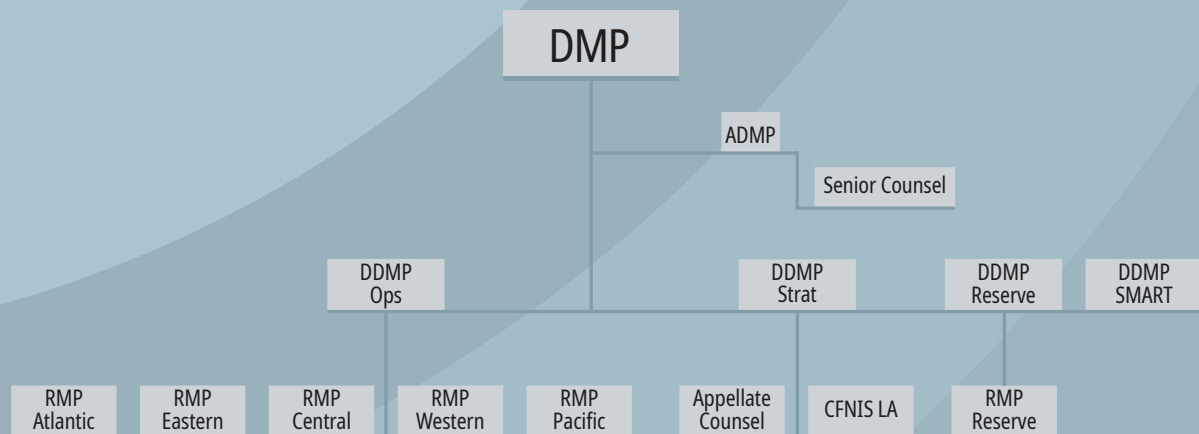 DMP
ADMP
Senior Counsel
DDMP
Ops
DDMP
Strat
DDMP
Reserve
DDMP
SMART
RMP
Atlantic
RMP
Eastern
RMP
Central
RMP
Western
RMP
Pacific
Appellate
Counsel
CFNIS LA
RMP
Reserve